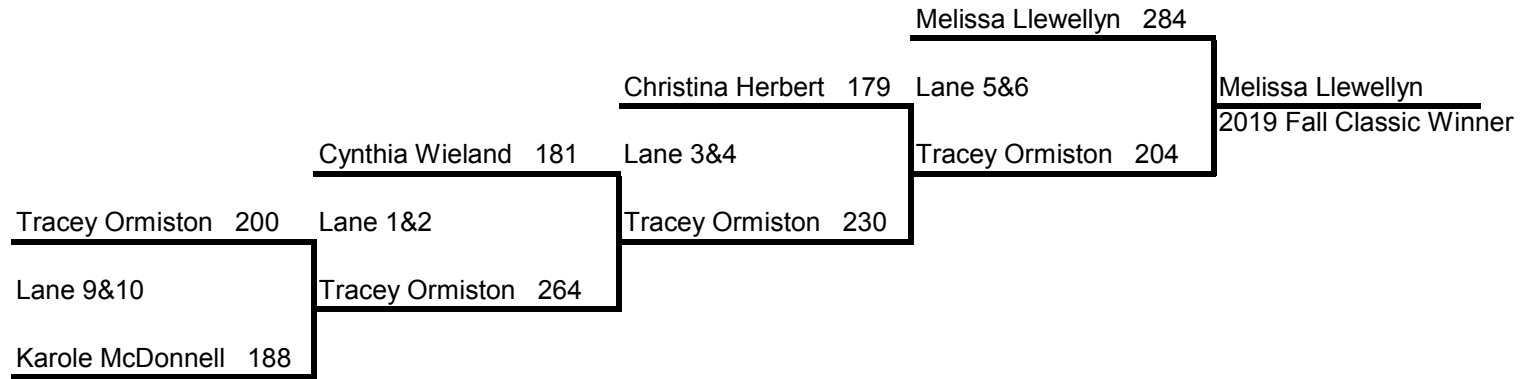 Melissa Llewellyn 284
Christina Herbert 179
Lane 5&6
Melissa Llewellyn
2019 Fall Classic Winner
Cynthia Wieland 181
Lane 3&4
Tracey Ormiston 204
Tracey Ormiston 200
Lane 1&2
Tracey Ormiston 230
Lane 9&10
Tracey Ormiston 264
Karole McDonnell 188